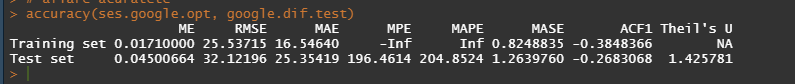 > # affare acuratete
> accuracy(ses.google.opt, google.dif.test)
ME RMSE MAE MPE MAPE MASE ACF1 Theil's U
Training set 0.01710000 25.53715 16.54640 -Inf Inf 0.8248835 -0.3848366 NA
Test set 0.04500664 32.12196 25.35419 196.4614 204.8524 1.2639760 -0.2683068 1.425781
>